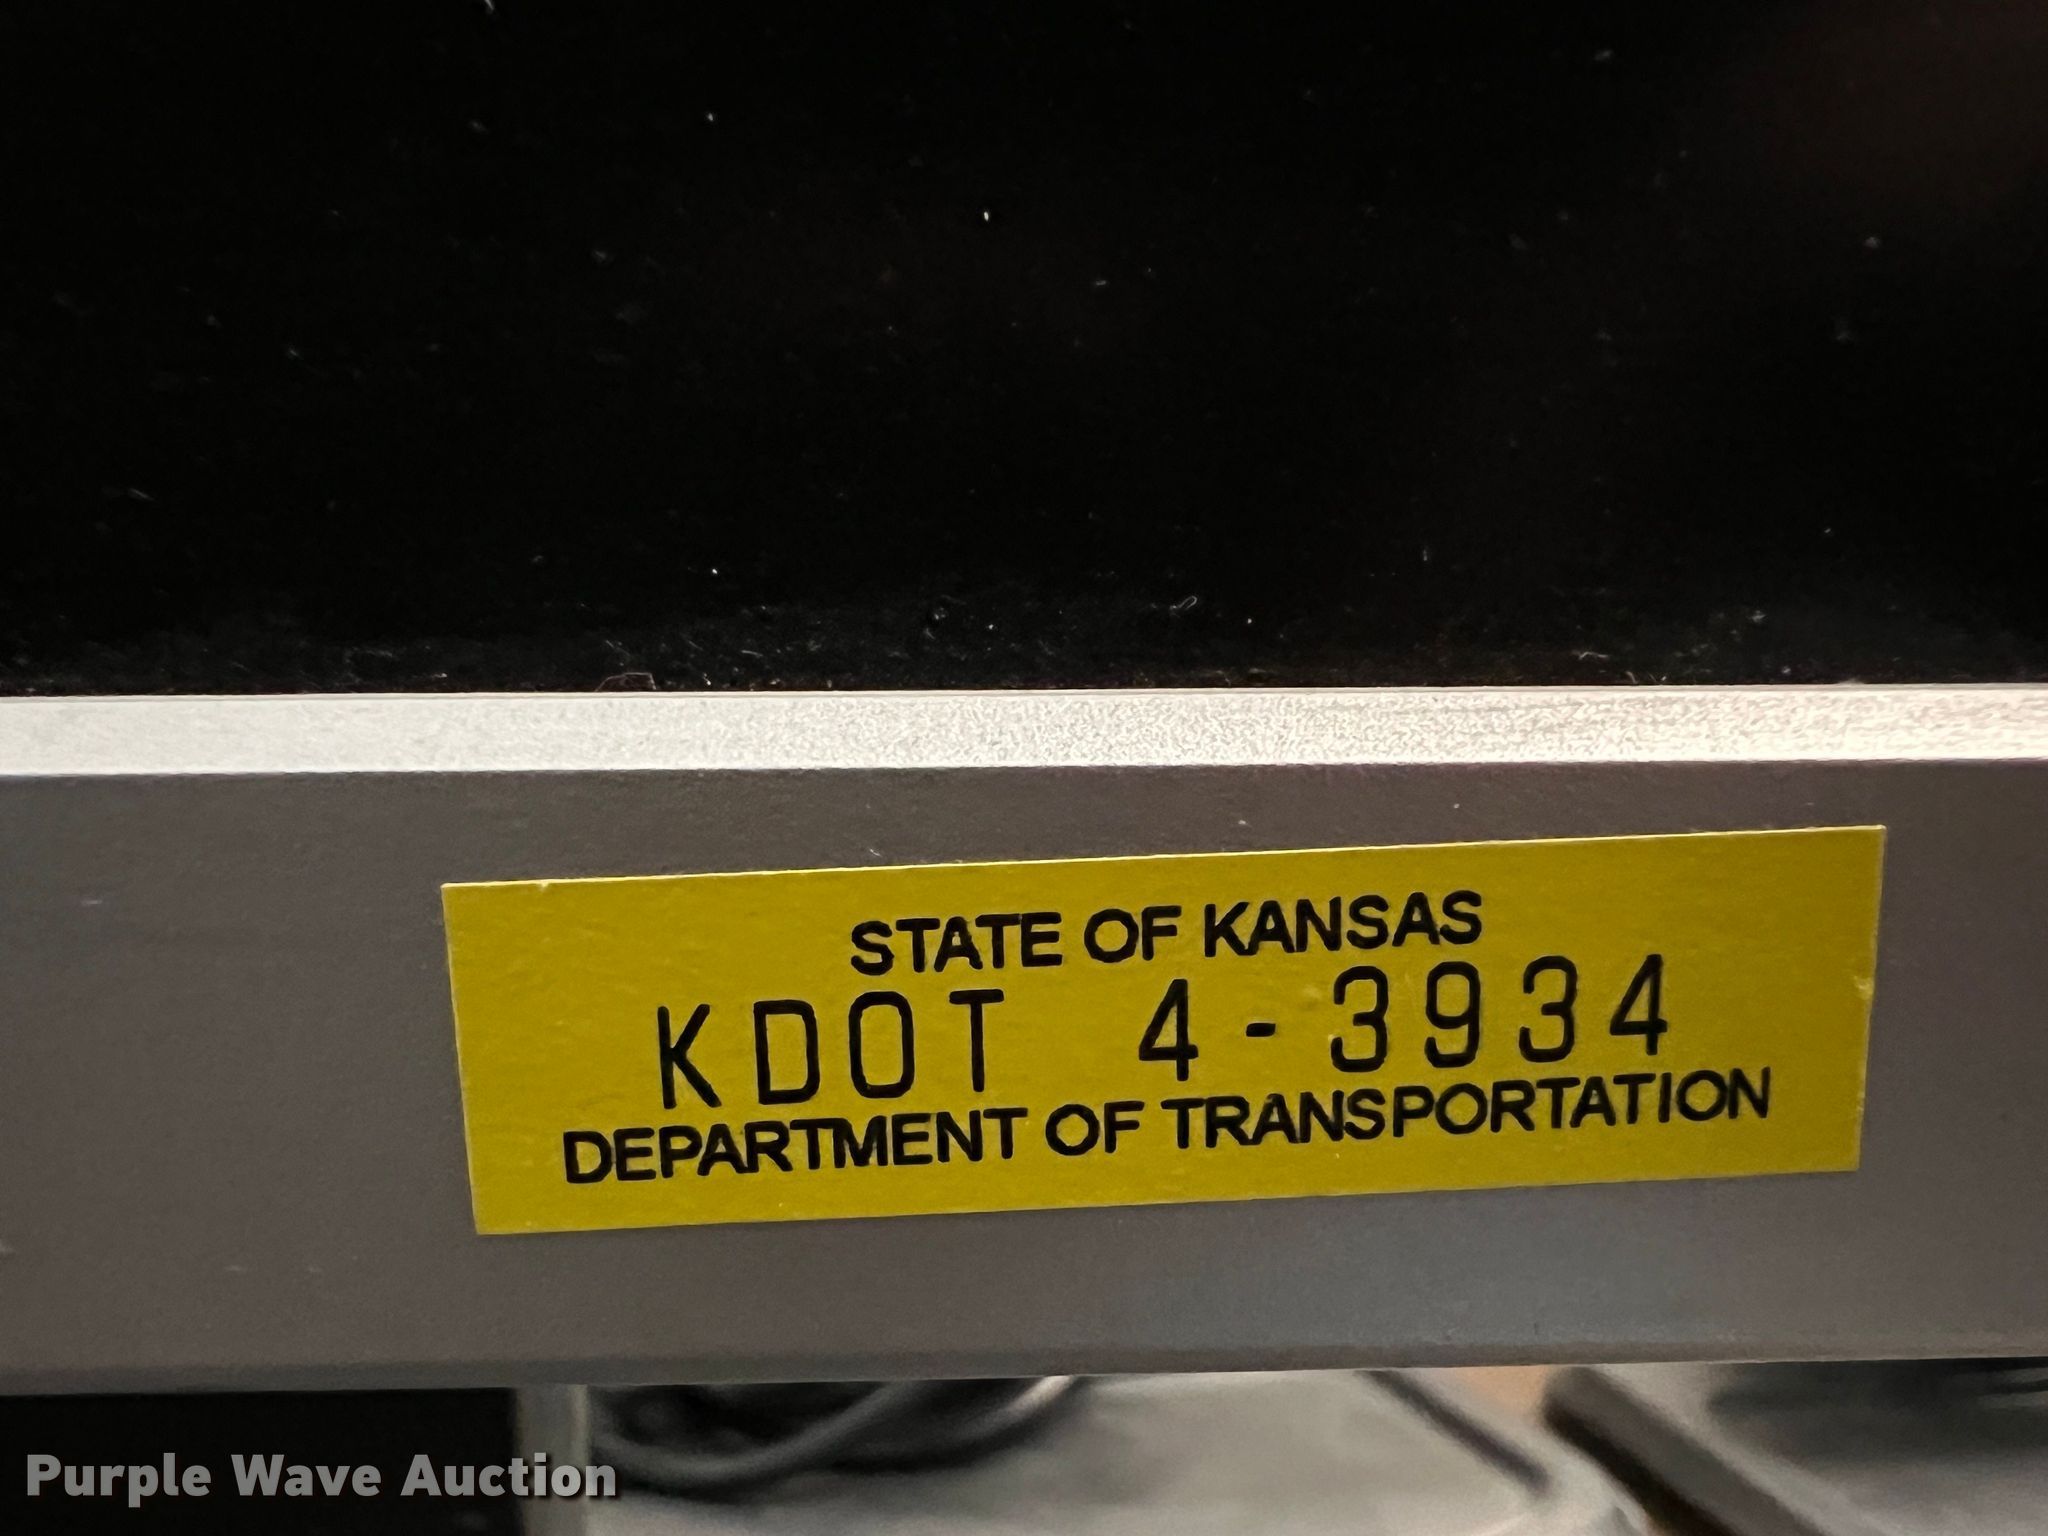 STATE OF KANSAS
KDOT 4-3934
DEPARTMENT OF TRANSPORTATION
Purple Wave Auction